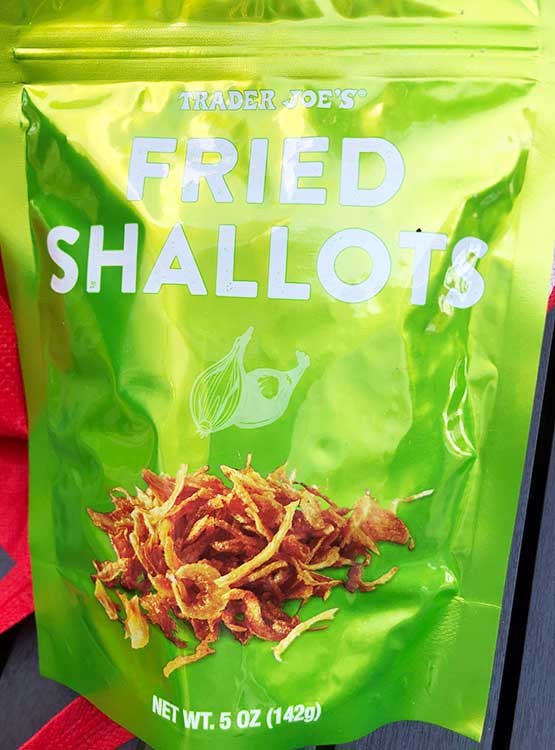 TRADER JOE'S®
FRIED
SHALLOTS
NET WT. 5 OZ (142g)